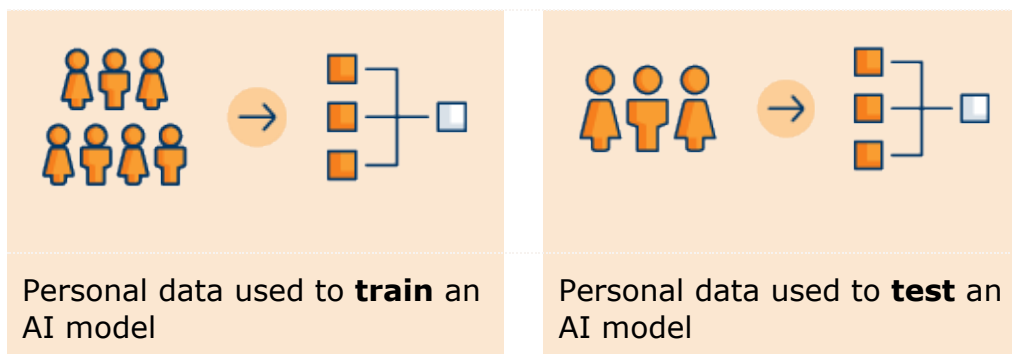 Personal data used to train an
AI model
Personal data used to test an
AI model